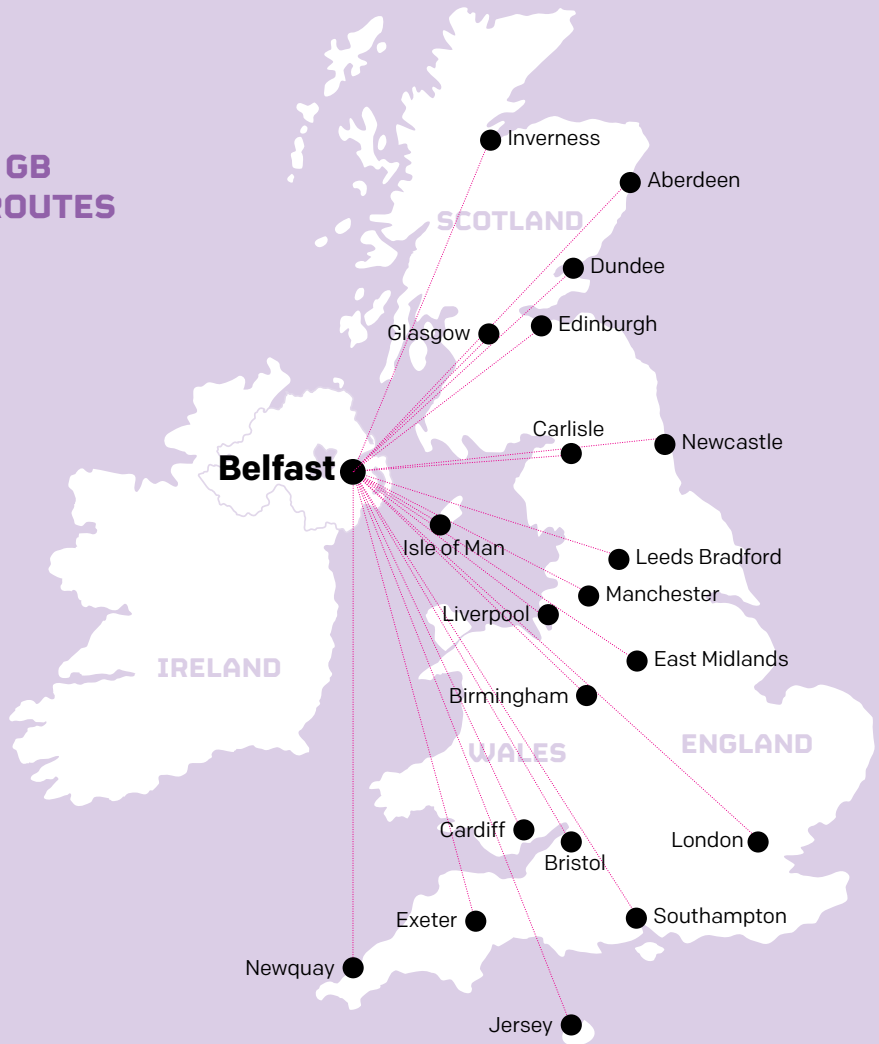 GB
ROUTES
Inverness
Aberdeen
SCOTLAND
Dundee
Edinburgh
Glasgow
Carlisle
Newcastle
Belfast
Isle of Man
Leeds Bradford
Manchester
Liverpool
East Midlands
IRELAND
Birmingham
WALES
ENGLAND
Cardiff
London
Bristol
Exeter
Southampton
Newquay
Jersey